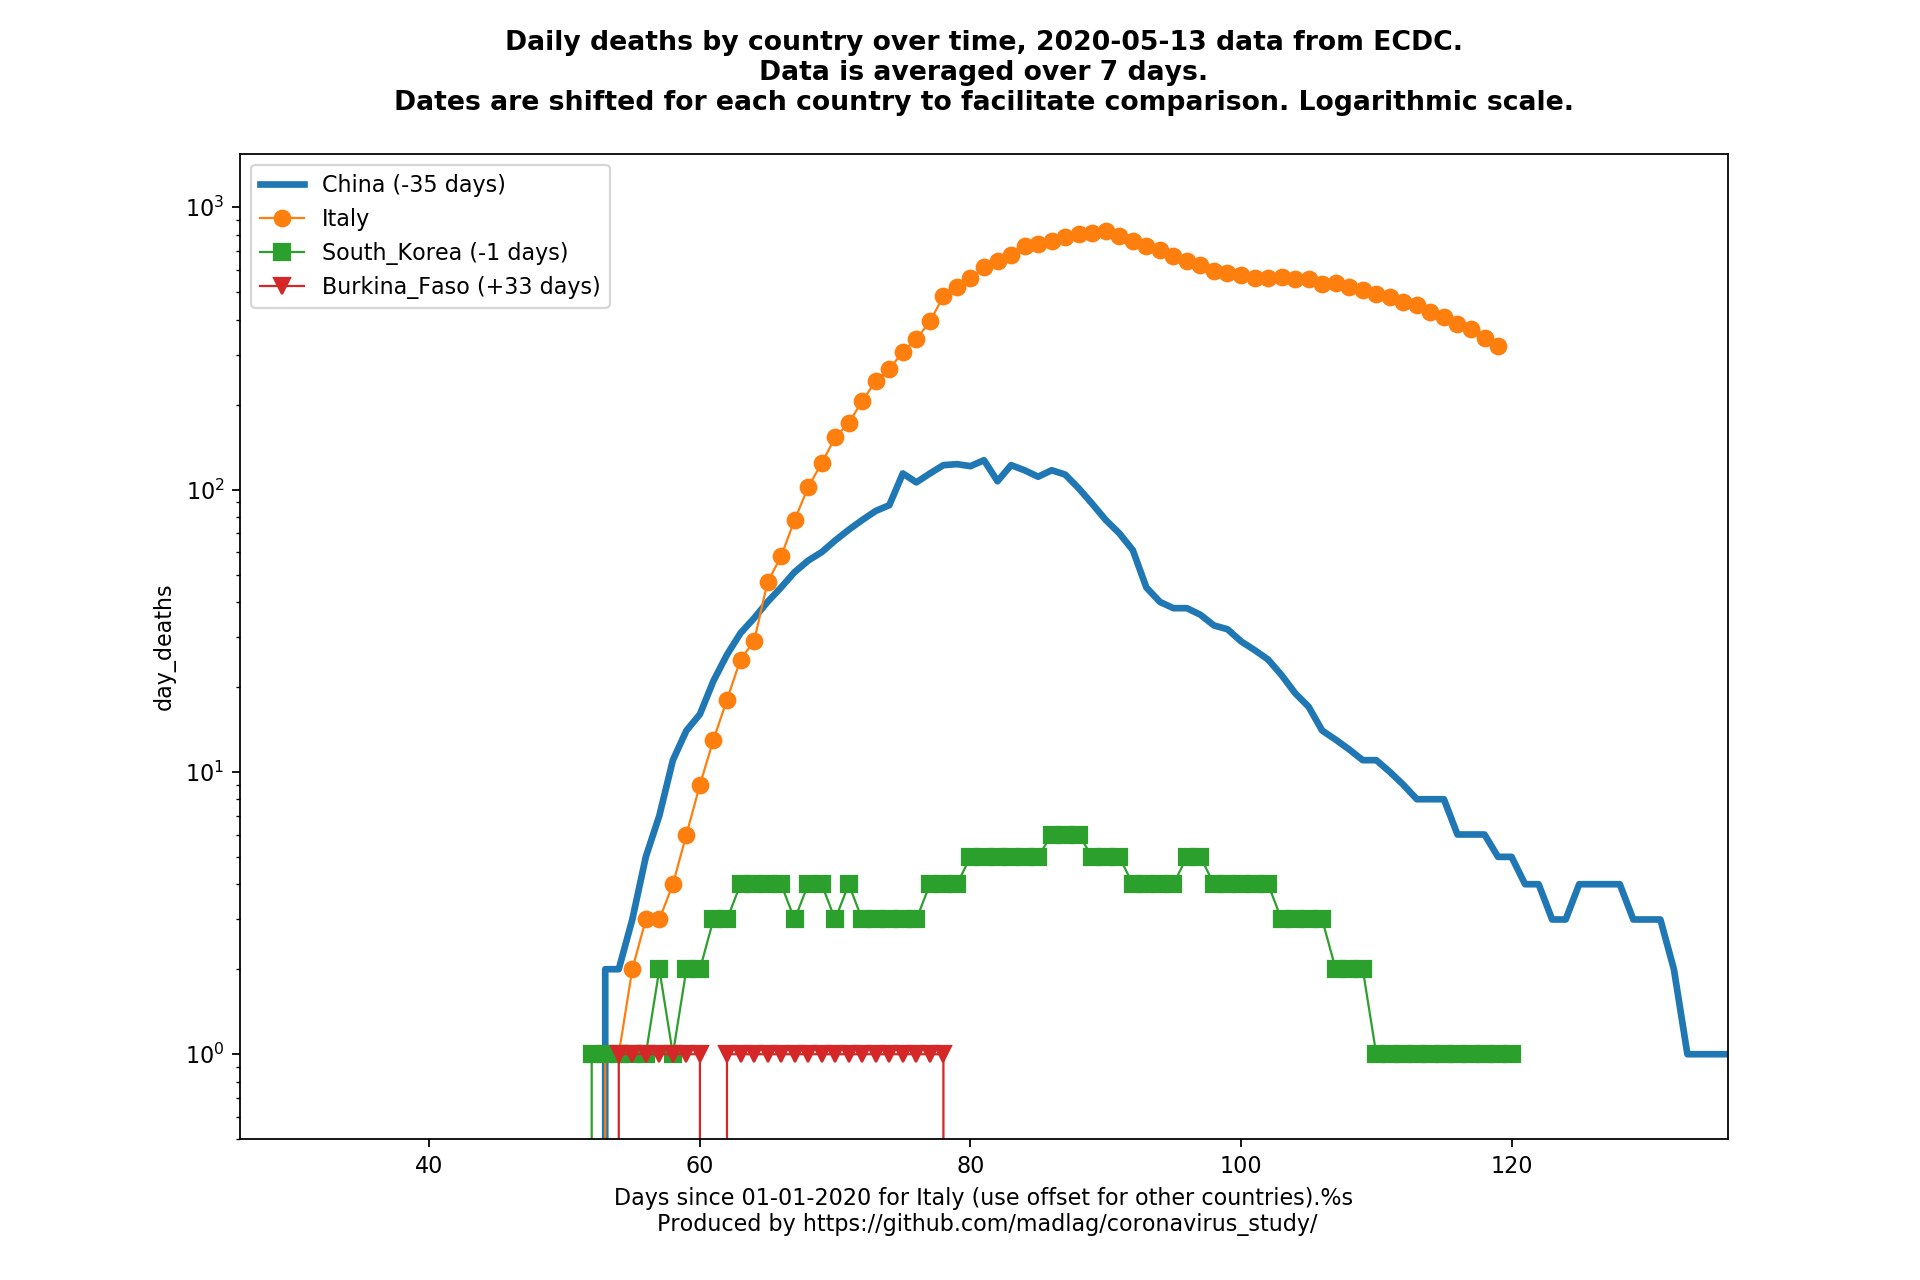 Daily deaths by country over time, 2020-05-13 data from ECDC.
Data is averaged over 7 days.
Dates are shifted for each country to facilitate comparison. Logarithmic scale.
China (-35 days)
Italy
South_Korea (-1 days)
Burkina_Faso (+33 days)
10³
10²
10¹
10⁰
day_deaths
40 60 80 100 120
Days since 01-01-2020 for Italy (use offset for other countries).%s
Produced by https://github.com/madlag/coronavirus_study/